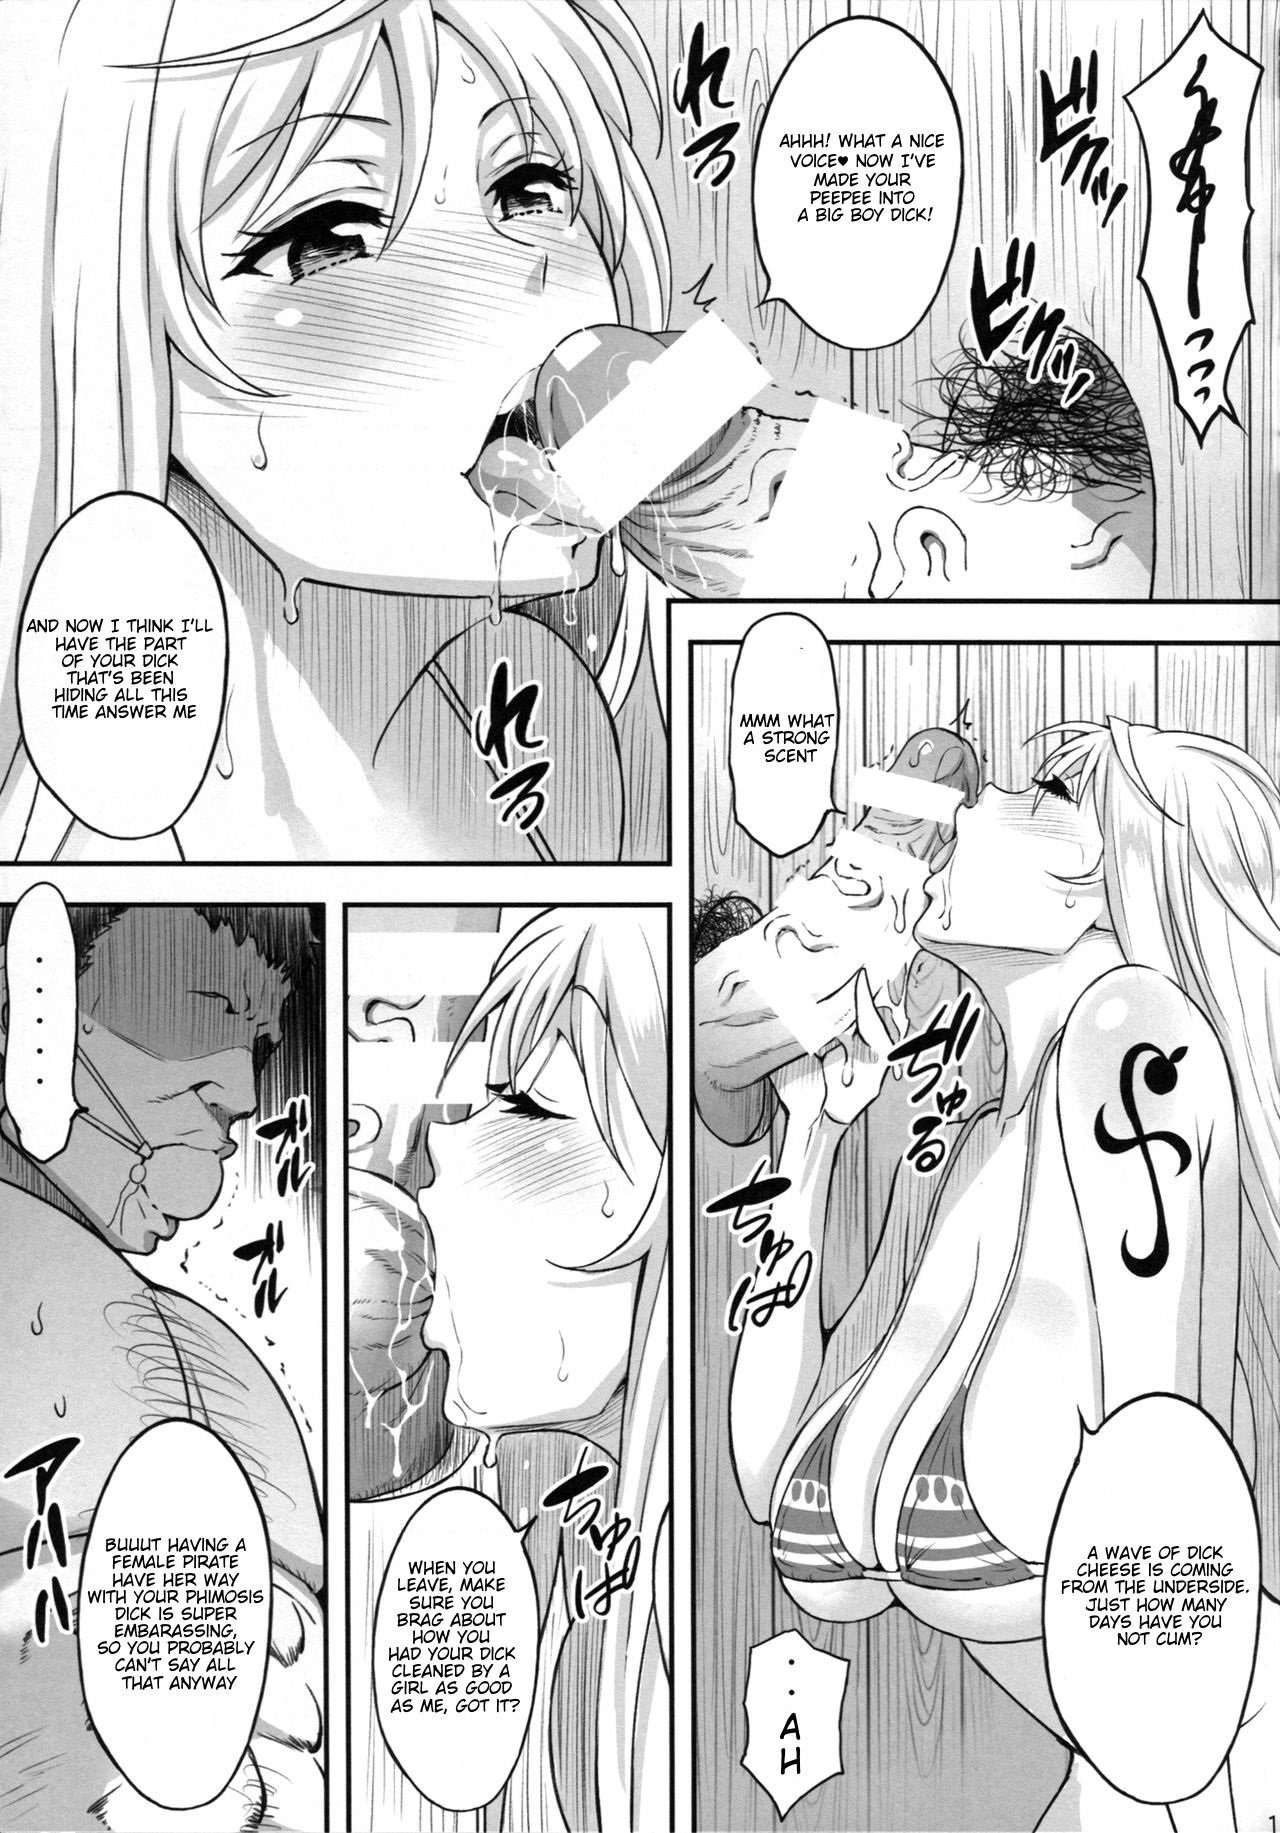 AHHH! WHAT A NICE
VOICE♥ NOW I'VE
MADE YOUR
PEEPEE INTO
A BIG BOY DICK!
ビクッ
ビクッ
れろ
AND NOW I THINK I'LL
HAVE THE PART
OF YOUR DICK
THAT'S BEEN
HIDING ALL THIS
TIME ANSWER ME
れろ
MMM WHAT
A STRONG
SCENT
ぢゅる
ちゅぱ
A WAVE OF DICK
CHEESE IS COMING
FROM THE UNDERSIDE.
JUST HOW MANY
DAYS HAVE YOU
NOT CUM?
...AH
WHEN YOU
LEAVE, MAKE
SURE YOU
BRAG ABOUT
HOW YOU
HAD YOUR DICK
CLEANED BY A
GIRL AS GOOD
AS ME, GOT IT?
ちゅぱ
....
ガル
ガル
BUUUT HAVING A
FEMALE PIRATE
HAVE HER WAY
WITH YOUR PHIMOSIS
DICK IS SUPER
EMBARASSING,
SO YOU PROBABLY
CAN'T SAY ALL
THAT ANYWAY